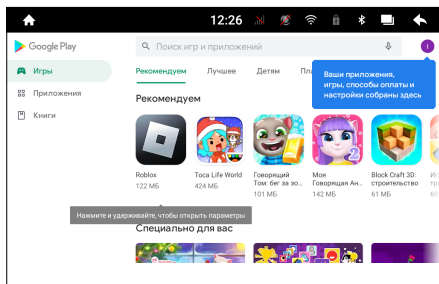 12:26
Google Play
Поиск игр и приложений
I
Игры
Приложения
Книги
Рекомендуем
Лучшее
Детям
Ваши приложения,
игры, способы оплаты и
настройки собраны здесь
Рекомендуем
Roblox
122 МБ
Toca Life World
424 МБ
Говорящий
Том: бег за зо...
101 МБ
Моя
Говорящая Ан...
142 МБ
Block Craft 3D:
строительство
61 МБ
Нажмите и удерживайте, чтобы открыть параметры
Специально для вас